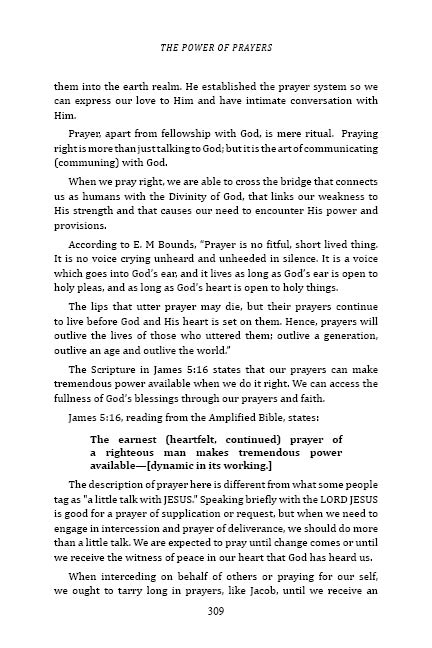 THE POWER OF PRAYERS
them into the earth realm. He established the prayer system so we
can express our love to Him and have intimate conversation with
Him.
Prayer, apart from fellowship with God, is mere ritual. Praying
right is more than just talking to God; but it is the art of communicating
(communing) with God.
When we pray right, we are able to cross the bridge that connects
us as humans with the Divinity of God, that links our weakness to
His strength and that causes our need to encounter His power and
provisions.
According to E. M Bounds, “Prayer is no fitful, short lived thing.
It is no voice crying unheard and unheeded in silence. It is a voice
which goes into God’s ear, and it lives as long as God’s ear is open to
holy pleas, and as long as God’s heart is open to holy things.
The lips that utter prayer may die, but their prayers continue
to live before God and His heart is set on them. Hence, prayers will
outlive the lives of those who uttered them; outlive a generation,
outlive an age and outlive the world.”
The Scripture in James 5:16 states that our prayers can make
tremendous power available when we do it right. We can access the
fullness of God’s blessings through our prayers and faith.
James 5:16, reading from the Amplified Bible, states:
The earnest (heartfelt, continued) prayer of
a righteous man makes tremendous power
available—[dynamic in its working.]
The description of prayer here is different from what some people
tag as "a little talk with JESUS." Speaking briefly with the LORD JESUS
is good for a prayer of supplication or request, but when we need to
engage in intercession and prayer of deliverance, we should do more
than a little talk. We are expected to pray until change comes or until
we receive the witness of peace in our heart that God has heard us.
When interceding on behalf of others or praying for our self,
we ought to tarry long in prayers, like Jacob, until we receive an
309